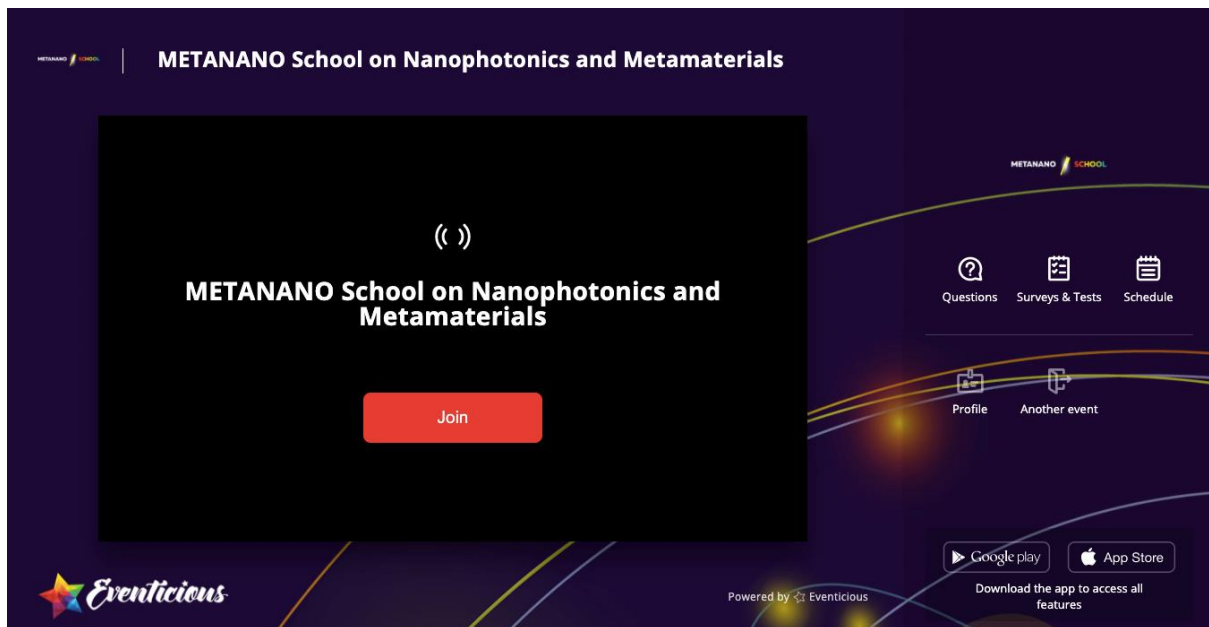 METANANO SCHOOL
METANANO School on Nanophotonics and Metamaterials
METANANO School on Nanophotonics and
Metamaterials
Join
METANANO SCHOOL
Questions
Surveys & Tests
Schedule
Profile
Another event
Google play
App Store
Download the app to access all
features
Eventicious
Powered by Eventicious